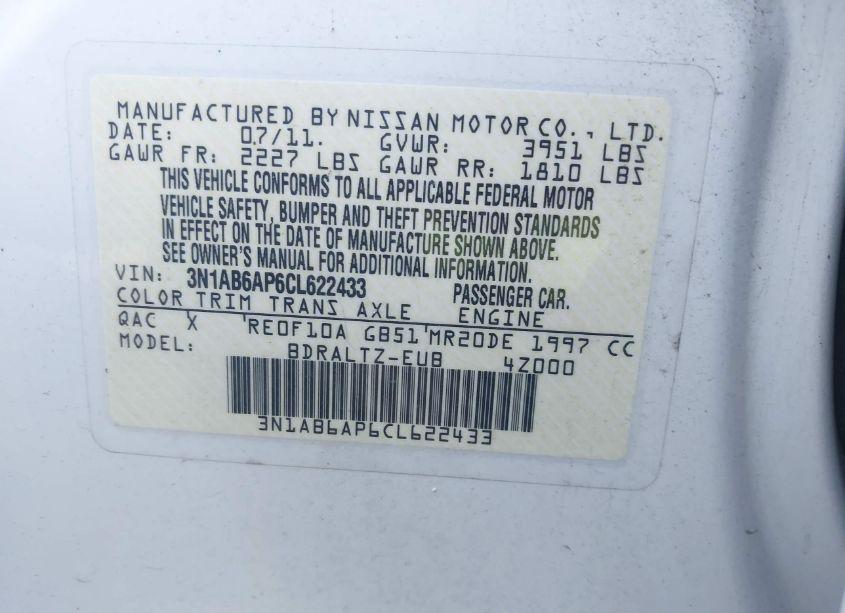 MANUFACTURED BY NISSAN MOTOR CO., LTD.
DATE: 07/11. GVWR: 3951 LBS
GAWR FR: 2227 LBS GAWR RR: 1810 LBS
THIS VEHICLE CONFORMS TO ALL APPLICABLE FEDERAL MOTOR
VEHICLE SAFETY, BUMPER AND THEFT PREVENTION STANDARDS
IN EFFECT ON THE DATE OF MANUFACTURE SHOWN ABOVE.
SEE OWNER'S MANUAL FOR ADDITIONAL INFORMATION.
VIN: 3N1AB6AP6CL622433 PASSENGER CAR.
COLOR TRIM TRANS AXLE ENGINE
QAC X RE0F10A GB51 MR20DE 1997 CC
MODEL: BDRALTZ-EUB 4Z000
3N1AB6AP6CL622433